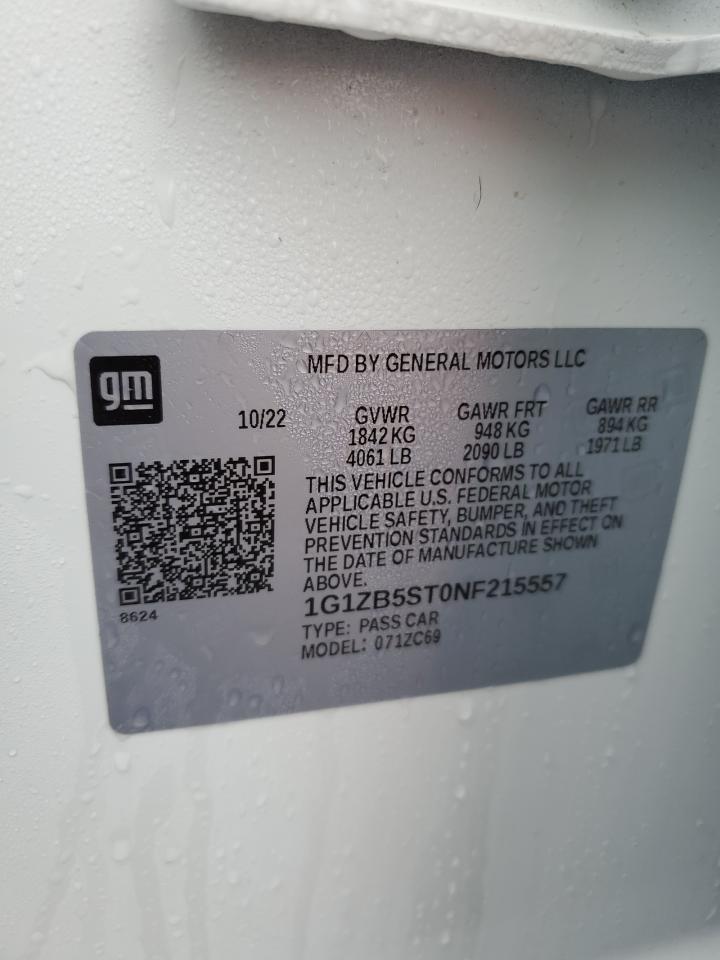 gm
MFD BY GENERAL MOTORS LLC
10/22 GVWR GAWR FRT GAWR RR
1842 KG 948 KG 894 KG
4061 LB 2090 LB 1971 LB
THIS VEHICLE CONFORMS TO ALL
APPLICABLE U.S. FEDERAL MOTOR
VEHICLE SAFETY, BUMPER, AND THEFT
PREVENTION STANDARDS IN EFFECT ON
THE DATE OF MANUFACTURE SHOWN
ABOVE.
1G1ZB5ST0NF215557
TYPE: PASS CAR
MODEL: 071ZC69
8624